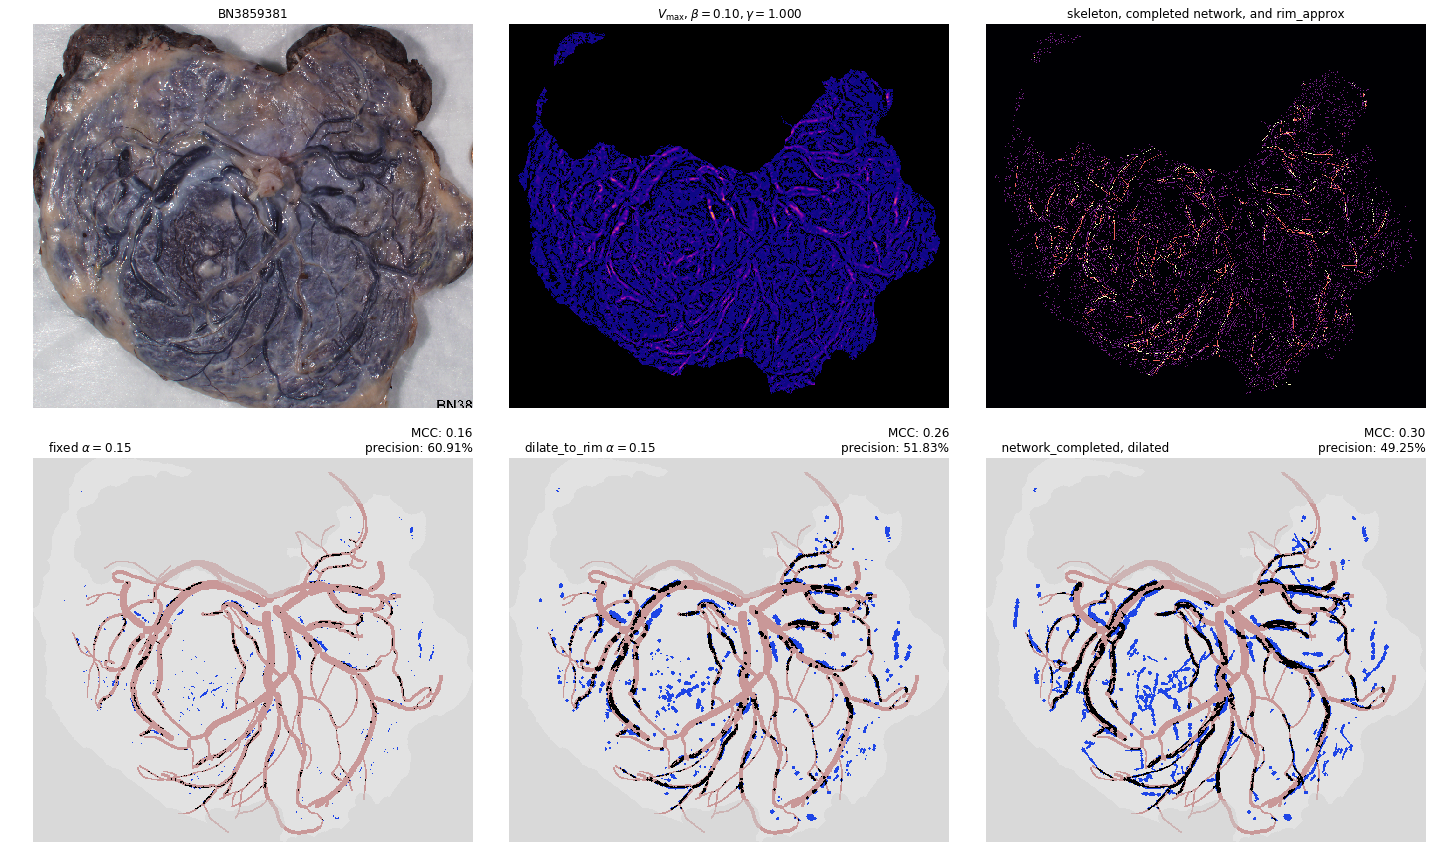 BN3859381
V_max, β = 0.10, γ = 1.000
skeleton, completed network, and rim_approx
BN38
fixed α = 0.15
MCC: 0.16
precision: 60.91%
dilate_to_rim α = 0.15
MCC: 0.26
precision: 51.83%
network_completed, dilated
MCC: 0.30
precision: 49.25%